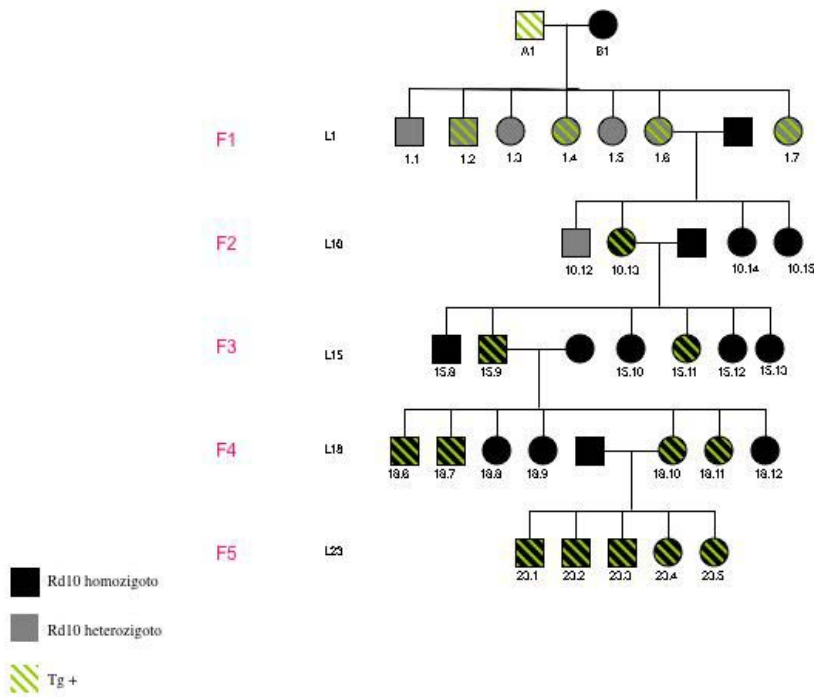 A1 B1
F1 L1
1.1 1.2 1.3 1.4 1.5 1.6 1.7
F2 L10
10.12 10.13 10.14 10.15
F3 L15
15.8 15.9 15.10 15.11 15.12 15.13
F4 L18
18.6 18.7 18.8 18.9 18.10 18.11 18.12
F5 L23
23.1 23.2 23.3 23.4 23.5
Rd10 homozigoto
Rd10 heterozigoto
Tg +